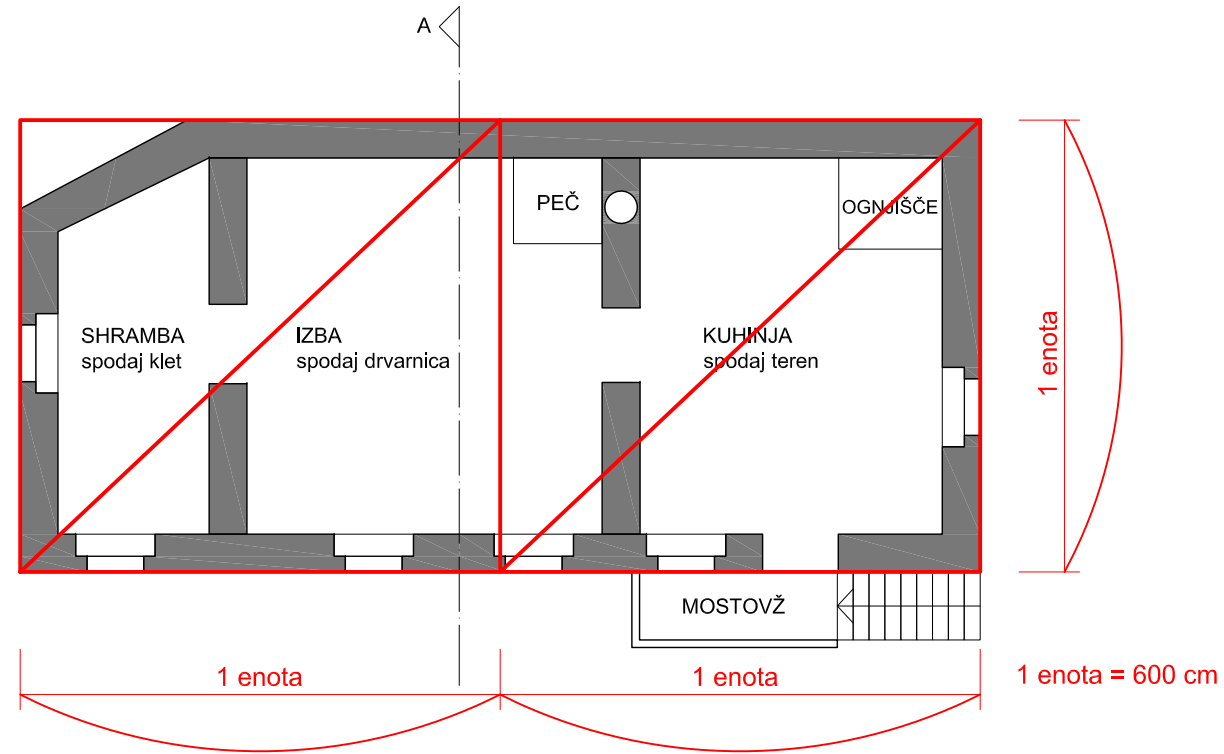 A
PEČ
OGNJIŠČE
SHRAMBA
spodaj klet
IZBA
spodaj drvarnica
KUHINJA
spodaj teren
1 enota
MOSTOVŽ
1 enota
1 enota
1 enota = 600 cm